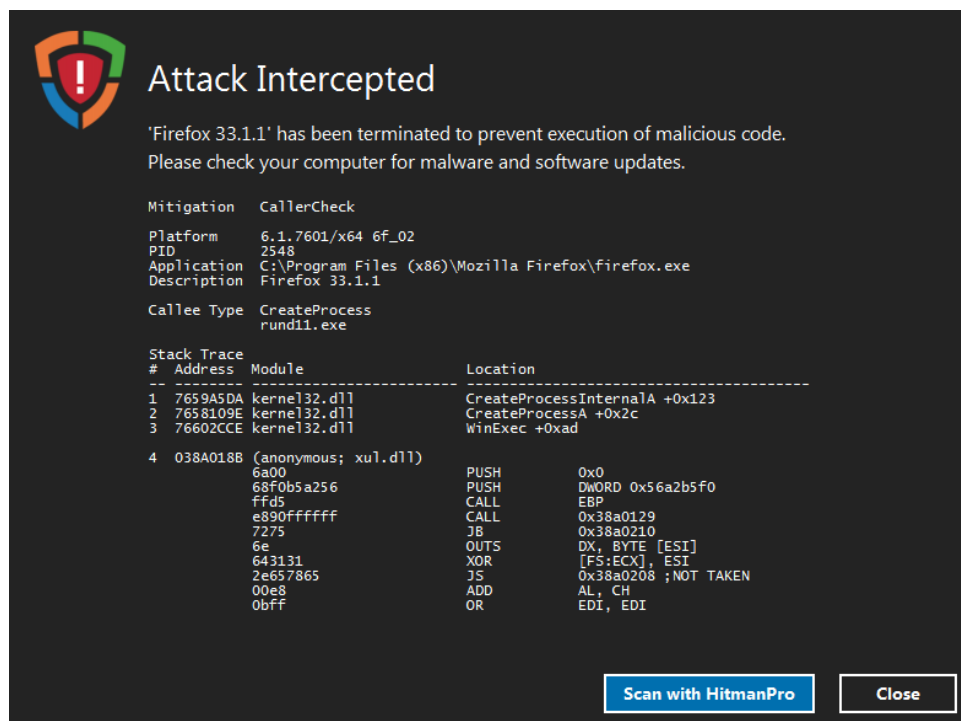 Attack Intercepted
'Firefox 33.1.1' has been terminated to prevent execution of malicious code.
Please check your computer for malware and software updates.
Mitigation CallerCheck
Platform 6.1.7601/x64 6f_02
PID 2548
Application C:\Program Files (x86)\Mozilla Firefox\firefox.exe
Description Firefox 33.1.1
Callee Type CreateProcess
rund11.exe
Stack Trace
# Address Module Location
-- -------- ------------------------ ----------------------------------------
1 7659A5DA kernel32.dll CreateProcessInternalA +0x123
2 7658109E kernel32.dll CreateProcessA +0x2c
3 76602CCE kernel32.dll WinExec +0xad
4 038A018B (anonymous; xul.dll)
6a00 PUSH 0x0
68f0b5a256 PUSH DWORD 0x56a2b5f0
ffd5 CALL EBP
e890ffffff CALL 0x38a0129
7275 JB 0x38a0210
6e OUTS DX, BYTE [ESI]
643131 XOR [FS:ECX], ESI
2e657865 JS 0x38a0208 ;NOT TAKEN
00e8 ADD AL, CH
0bff OR EDI, EDI
Scan with HitmanPro Close